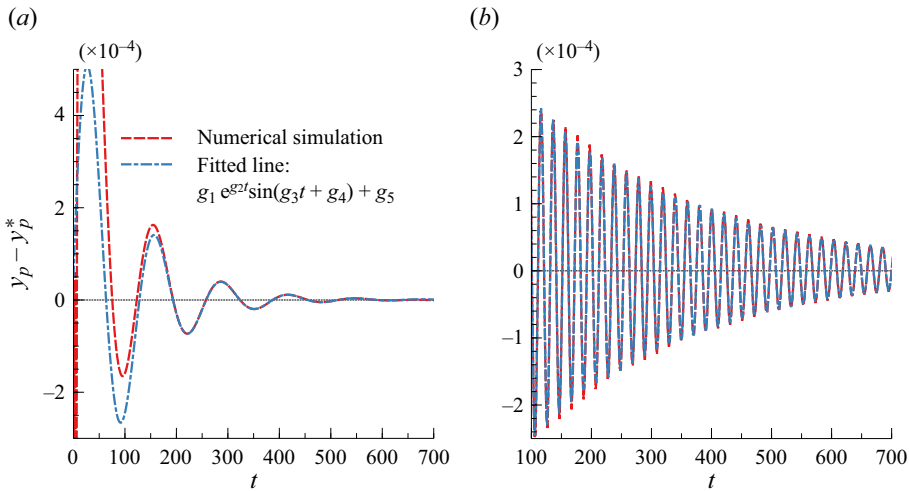 (a)
(×10⁻⁴)
4
2
0
−2
y_p − y_p^*
Numerical simulation
Fitted line:
g₁ e^{g₂t} sin(g₃t + g₄) + g₅
0 100 200 300 400 500 600 700
t
(b)
(×10⁻⁴)
3
2
1
0
−1
−2
100 200 300 400 500 600 700
t